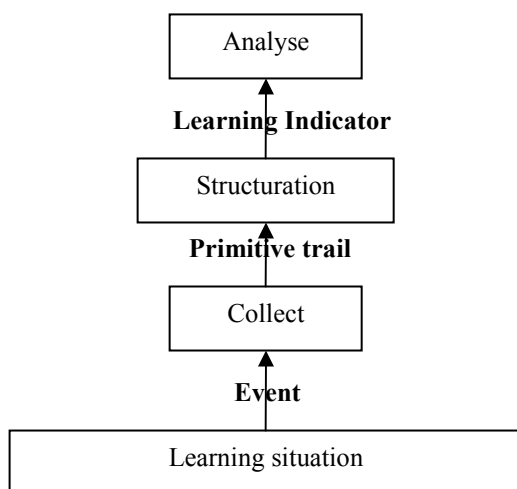 Analyse
Learning Indicator
Structuration
Primitive trail
Collect
Event
Learning situation